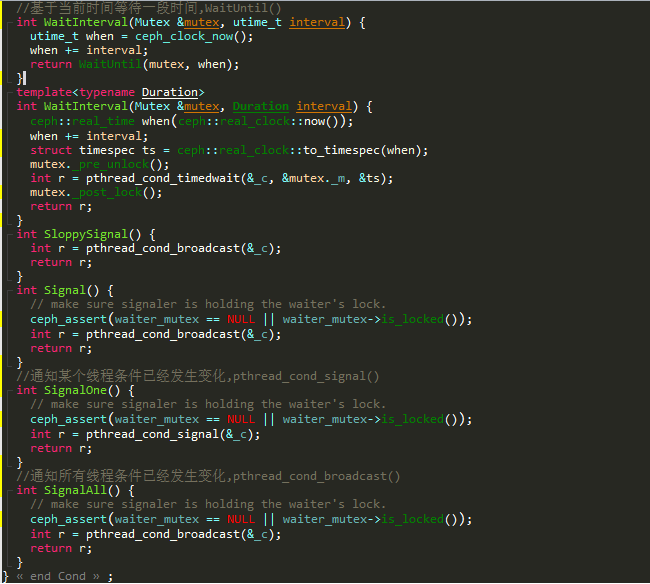 //基于当前时间等待一段时间,WaitUntil()
int WaitInterval(Mutex &mutex, utime_t interval) {
  utime_t when = ceph_clock_now();
  when += interval;
  return WaitUntil(mutex, when);
}
template<typename Duration>
int WaitInterval(Mutex &mutex, Duration interval) {
  ceph::real_time when(ceph::real_clock::now());
  when += interval;
  struct timespec ts = ceph::real_clock::to_timespec(when);
  mutex._pre_unlock();
  int r = pthread_cond_timedwait(&_c, &mutex._m, &ts);
  mutex._post_lock();
  return r;
}
int SloppySignal() {
  int r = pthread_cond_broadcast(&_c);
  return r;
}
int Signal() {
  // make sure signaler is holding the waiter's lock.
  ceph_assert(waiter_mutex == NULL || waiter_mutex->is_locked());
  int r = pthread_cond_broadcast(&_c);
  return r;
}
//通知某个线程条件已经发生变化,pthread_cond_signal()
int SignalOne() {
  // make sure signaler is holding the waiter's lock.
  ceph_assert(waiter_mutex == NULL || waiter_mutex->is_locked());
  int r = pthread_cond_signal(&_c);
  return r;
}
//通知所有线程条件已经发生变化,pthread_cond_broadcast()
int SignalAll() {
  // make sure signaler is holding the waiter's lock.
  ceph_assert(waiter_mutex == NULL || waiter_mutex->is_locked());
  int r = pthread_cond_broadcast(&_c);
  return r;
}
} « end Cond » ;